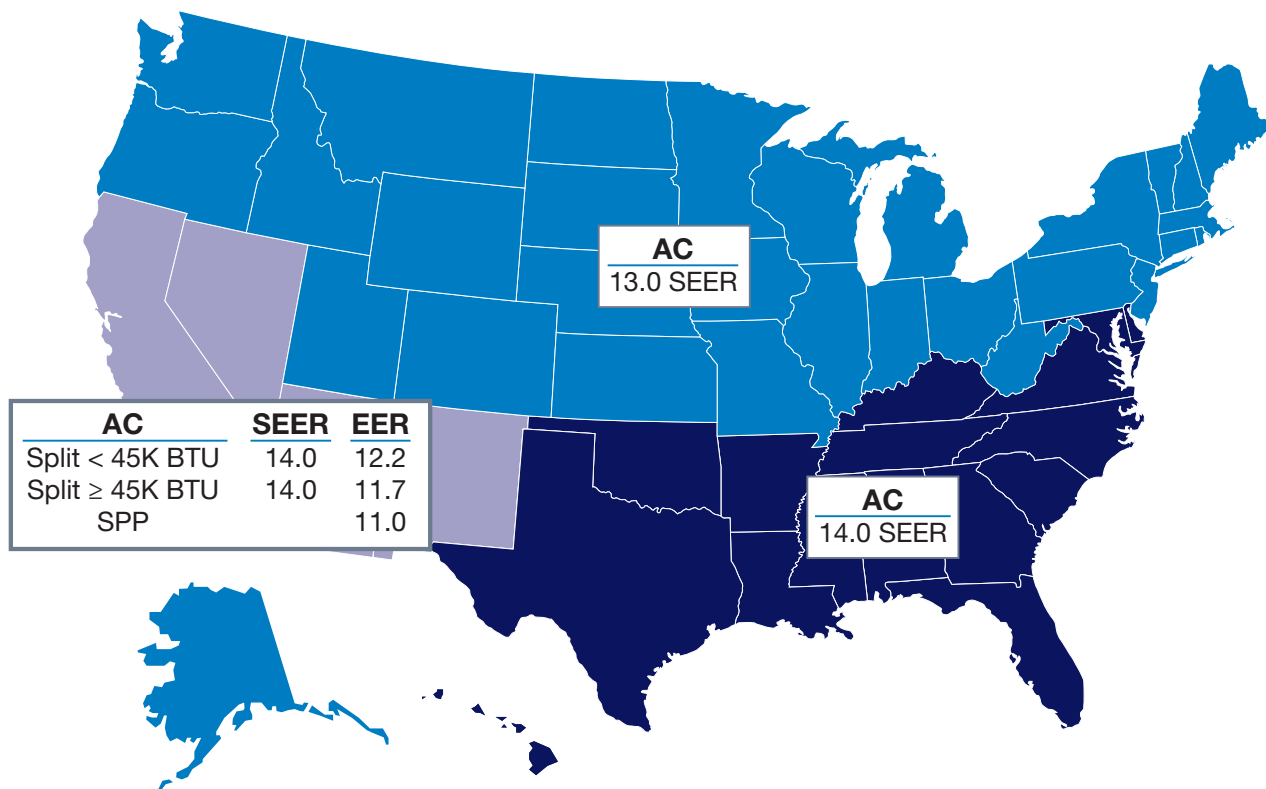 AC
13.0 SEER
AC SEER EER
Split < 45K BTU 14.0 12.2
Split ≥ 45K BTU 14.0 11.7
SPP 11.0
AC
14.0 SEER